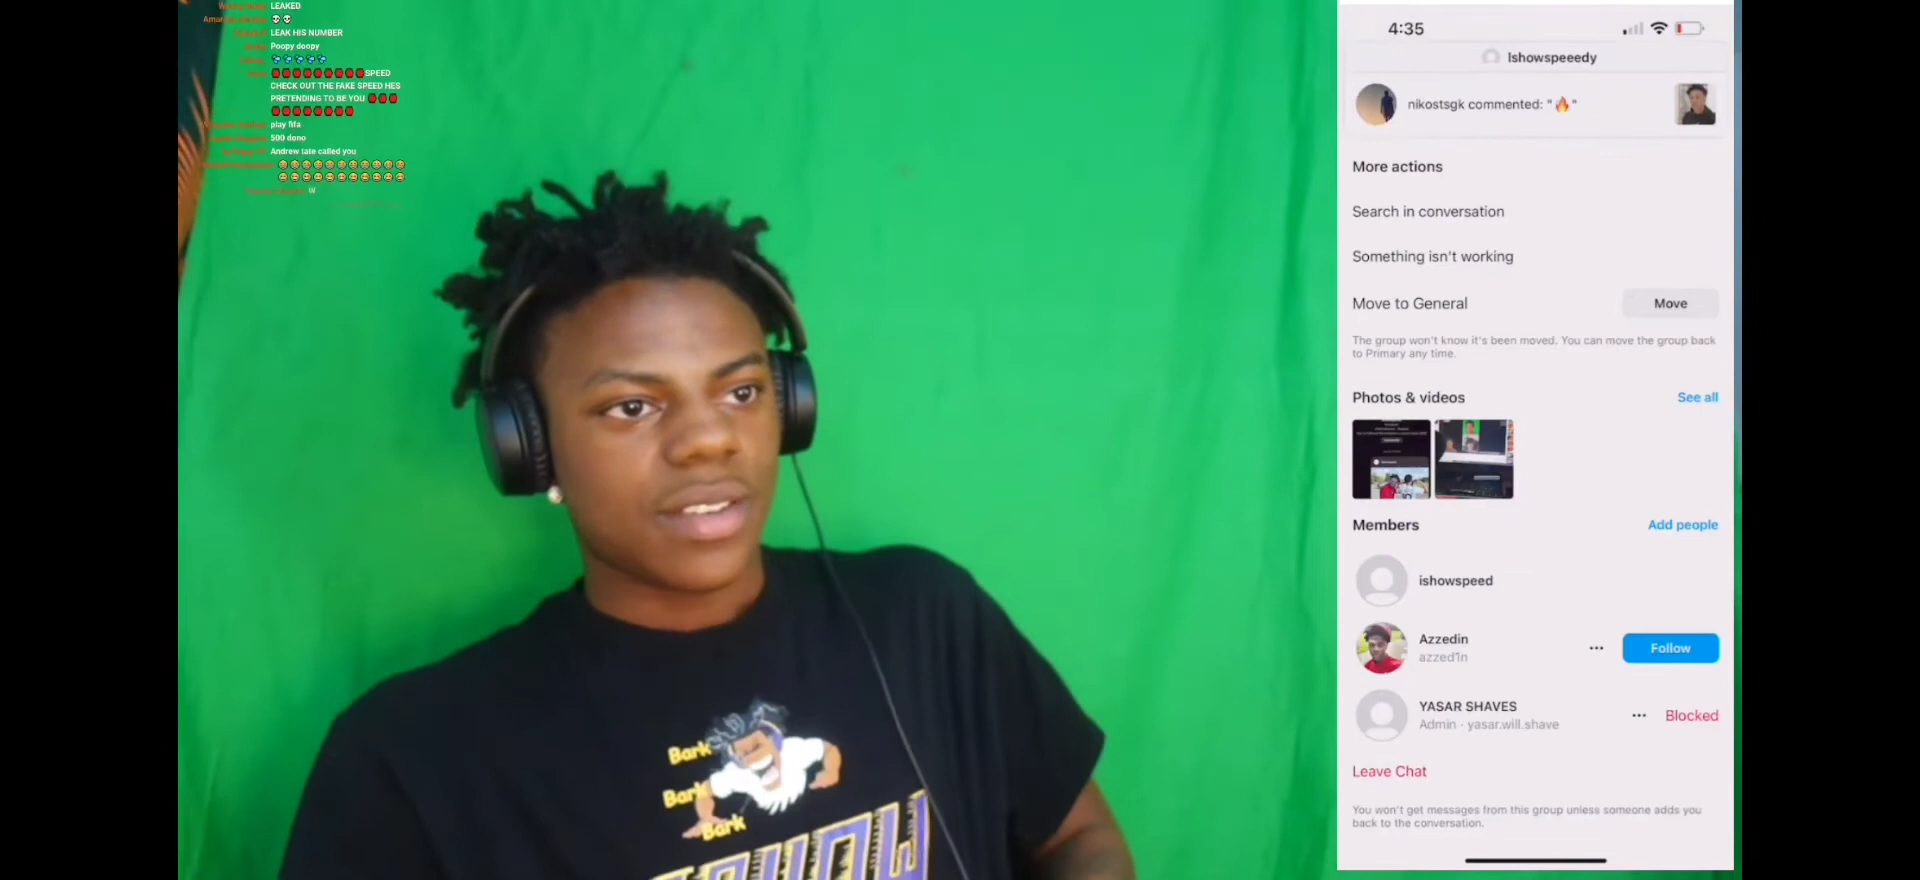 LEAKED
LEAK HIS NUMBER
Poopy doopy
SPEED
CHECK OUT THE FAKE SPEED HES
PRETENDING TO BE YOU
play fifa
500 dono
Andrew tate called you
W
Bark
Bark
Bark
4:35
Ishowspeeedy
nikostsgk commented: "🔥"
More actions
Search in conversation
Something isn't working
Move to General
Move
The group won't know it's been moved. You can move the group back
to Primary any time.
Photos & videos
See all
Members
Add people
ishowspeed
Azzedin
azzed1n
Follow
YASAR SHAVES
Admin · yasar.will.shave
Blocked
Leave Chat
You won't get messages from this group unless someone adds you
back to the conversation.